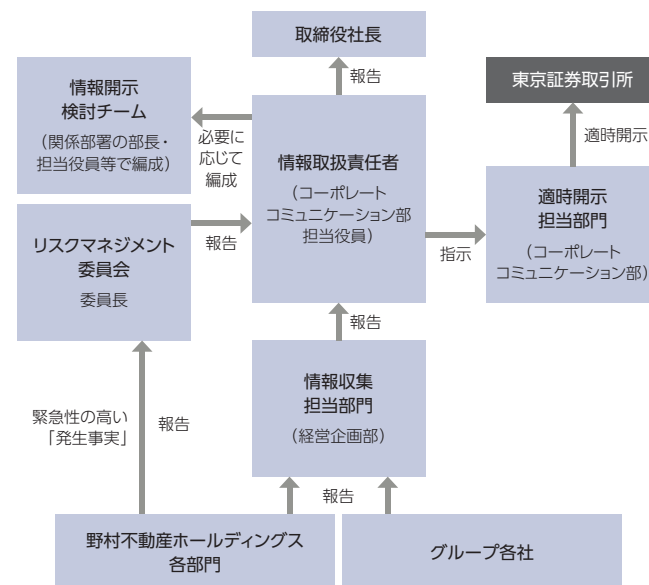 取締役社長
報告
情報開示
検討チーム
（関係部署の部長・
担当役員等で編成）
必要に
応じて
編成
情報取扱責任者
（コーポレート
コミュニケーション部
担当役員）
東京証券取引所
適時開示
適時開示
担当部門
（コーポレート
コミュニケーション部）
指示
リスクマネジメント
委員会
委員長
報告
報告
情報収集
担当部門
（経営企画部）
緊急性の高い
「発生事実」
報告
報告
野村不動産ホールディングス
各部門
グループ各社